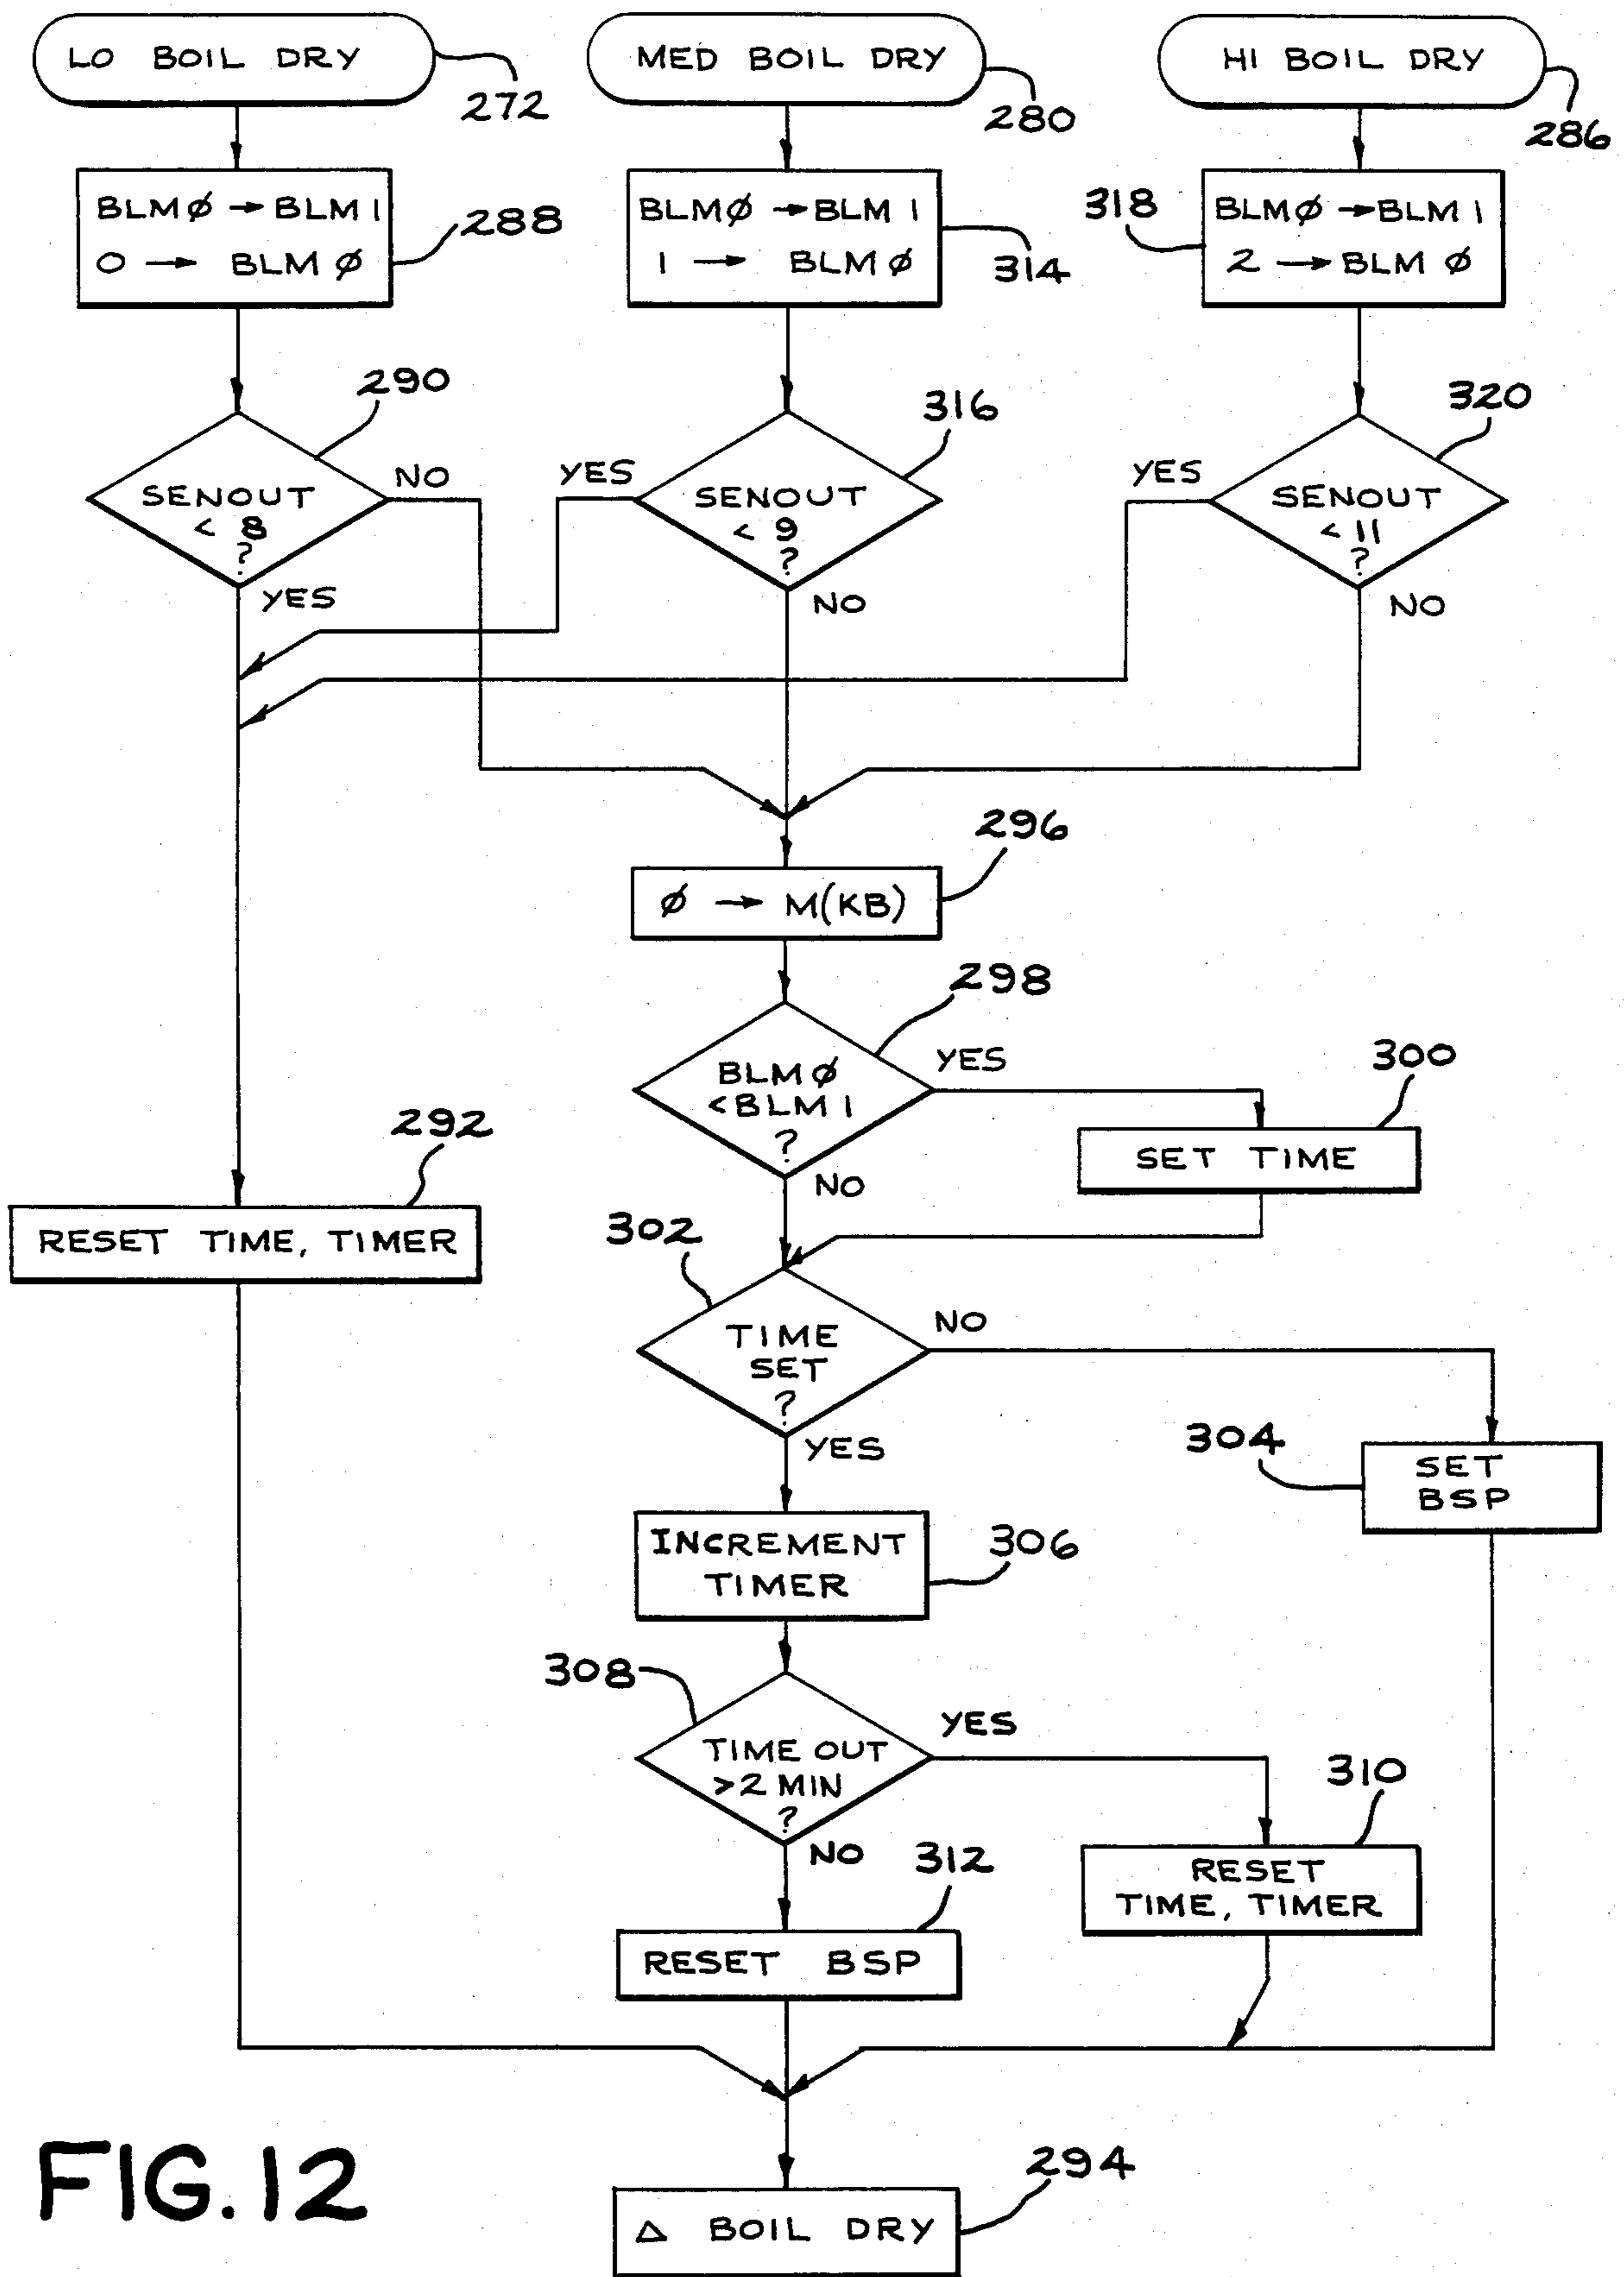 LO BOIL DRY
272
MED BOIL DRY
280
HI BOIL DRY
286
BLMØ → BLM 1
0 → BLM Ø
288
BLMØ → BLM 1
1 → BLM Ø
314
318
BLMØ → BLM 1
2 → BLM Ø
290
SENOUT
< 8
?
NO
YES
316
YES
SENOUT
< 9
?
NO
320
YES
SENOUT
< 11
?
NO
296
Ø → M(KB)
298
BLM Ø
< BLM 1
?
YES
NO
300
SET TIME
292
RESET TIME, TIMER
302
TIME
SET
?
NO
YES
304
SET
BSP
INCREMENT
TIMER
306
308
TIME OUT
>2 MIN
?
YES
NO
310
RESET
TIME, TIMER
312
RESET BSP
294
Δ BOIL DRY
FIG. 12